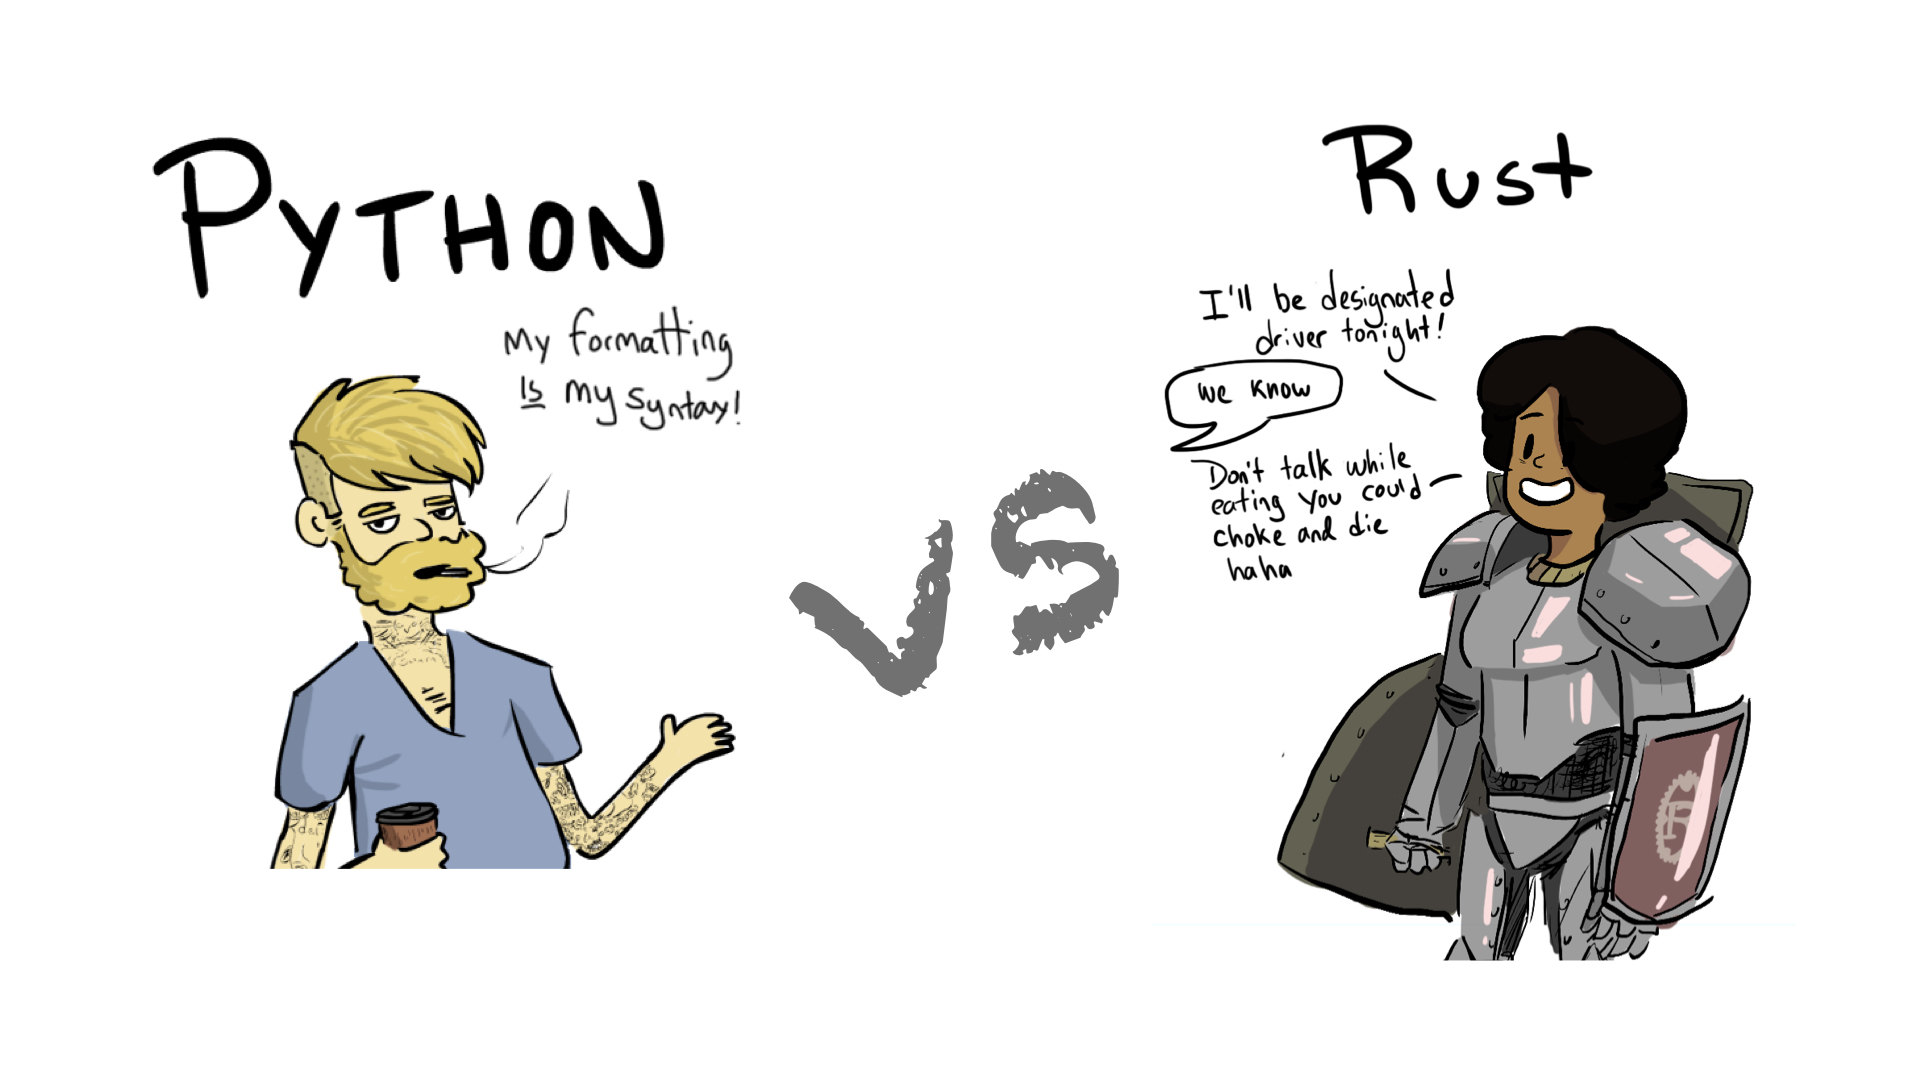 PYTHON
My formatting
is my syntax!
VS
Rust
I'll be designated
driver tonight!
we know
Don't talk while
eating you could
choke and die
haha
R